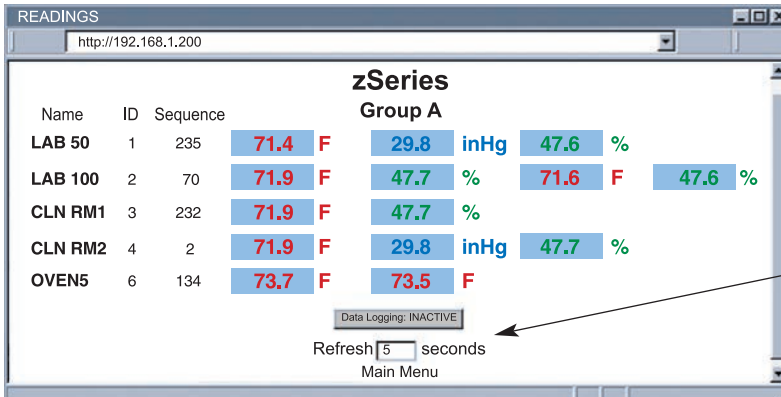 READINGS
http://192.168.1.200
zSeries
Group A
Name ID Sequence
LAB 50 1 235 71.4 F 29.8 inHg 47.6 %
LAB 100 2 70 71.9 F 47.7 % 71.6 F 47.6 %
CLN RM1 3 232 71.9 F 47.7 %
CLN RM2 4 2 71.9 F 29.8 inHg 47.7 %
OVEN5 6 134 73.7 F 73.5 F
Data Logging: INACTIVE
Refresh 5 seconds
Main Menu